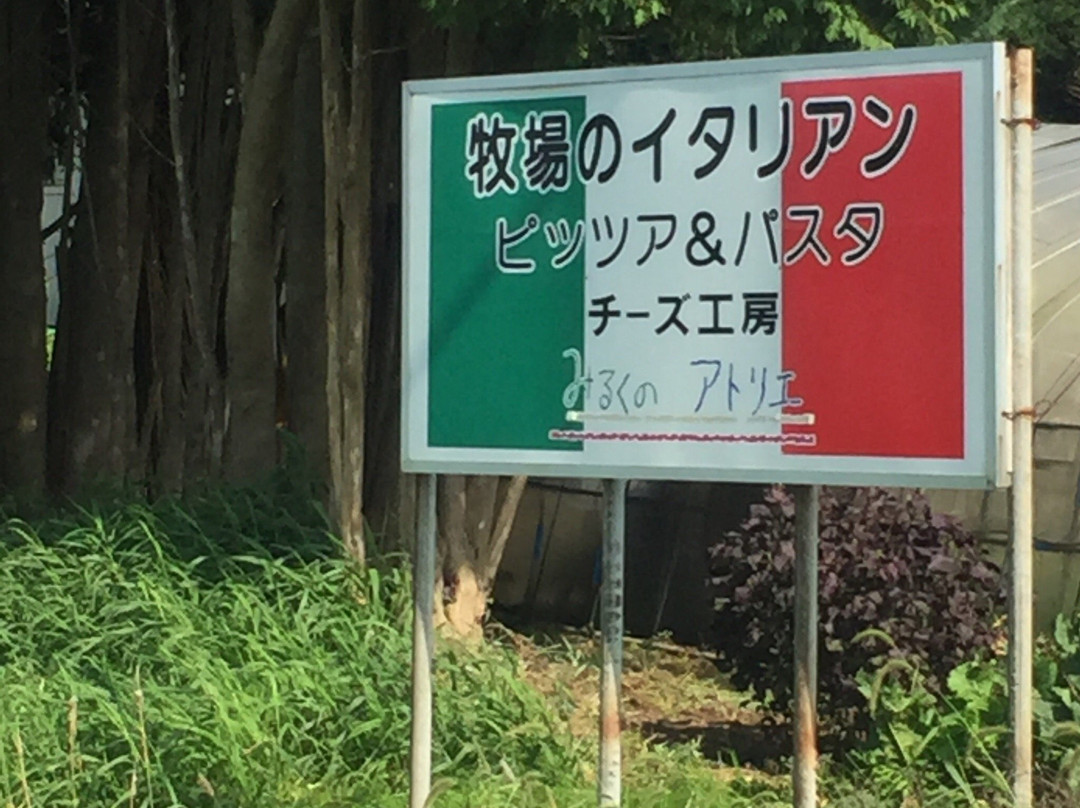 牧場のイタリアン
ピッツア&パスタ
チーズ工房
みるくの アトリエ